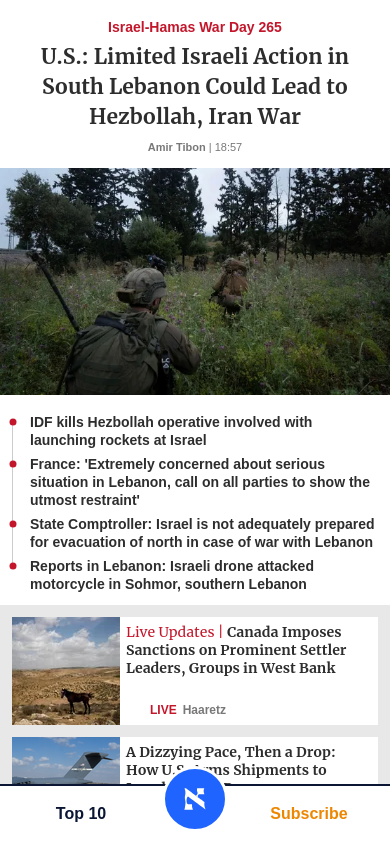 Israel-Hamas War Day 265
U.S.: Limited Israeli Action in
South Lebanon Could Lead to
Hezbollah, Iran War
Amir Tibon | 18:57
IDF kills Hezbollah operative involved with
launching rockets at Israel
France: 'Extremely concerned about serious
situation in Lebanon, call on all parties to show the
utmost restraint'
State Comptroller: Israel is not adequately prepared
for evacuation of north in case of war with Lebanon
Reports in Lebanon: Israeli drone attacked
motorcycle in Sohmor, southern Lebanon
Live Updates | Canada Imposes
Sanctions on Prominent Settler
Leaders, Groups in West Bank
LIVE Haaretz
A Dizzying Pace, Then a Drop:
How U.S. Arms Shipments to
Top 10
Subscribe